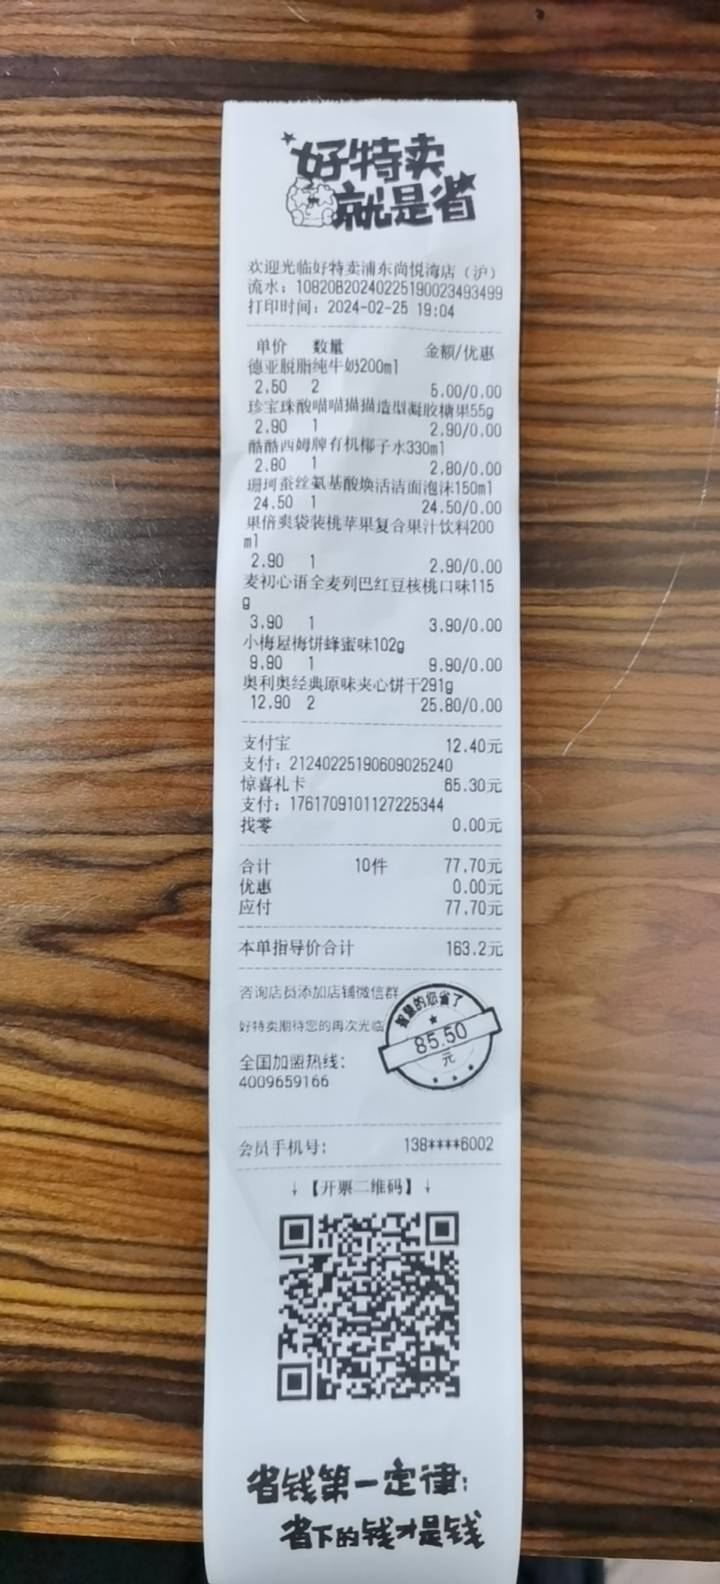 好特卖
就是省
欢迎光临好特卖浦东尚悦湾店（沪）
流水：10820820240225190023493499
打印时间：2024-02-25 19:04
单价 数量 金额/优惠
德亚脱脂纯牛奶200ml
2.50 2 5.00/0.00
珍宝珠酸喵喵猫猫造型凝胶糖果55g
2.90 1 2.90/0.00
酷酷西姆牌有机椰子水330ml
2.80 1 2.80/0.00
珊珂蚕丝氨基酸焕活洁面泡沫150ml
24.50 1 24.50/0.00
果倍爽袋装桃苹果复合果汁饮料200
ml
2.90 1 2.90/0.00
麦初心语全麦列巴红豆核桃口味115
g
3.90 1 3.90/0.00
小梅屋梅饼蜂蜜味102g
9.90 1 9.90/0.00
奥利奥经典原味夹心饼干291g
12.90 2 25.80/0.00
支付宝 12.40元
支付：21240225190609025240
惊喜礼卡 65.30元
支付：1761709101127225344
找零 0.00元
合计 10件 77.70元
优惠 0.00元
应付 77.70元
本单指导价合计 163.2元
咨询店员添加店铺微信群
好特卖期待您的再次光临
智慧的您省了
85.50
元
全国加盟热线：
4009659166
会员手机号： 138****6002
↓【开票二维码】↓
省钱第一定律：
省下的钱才是钱